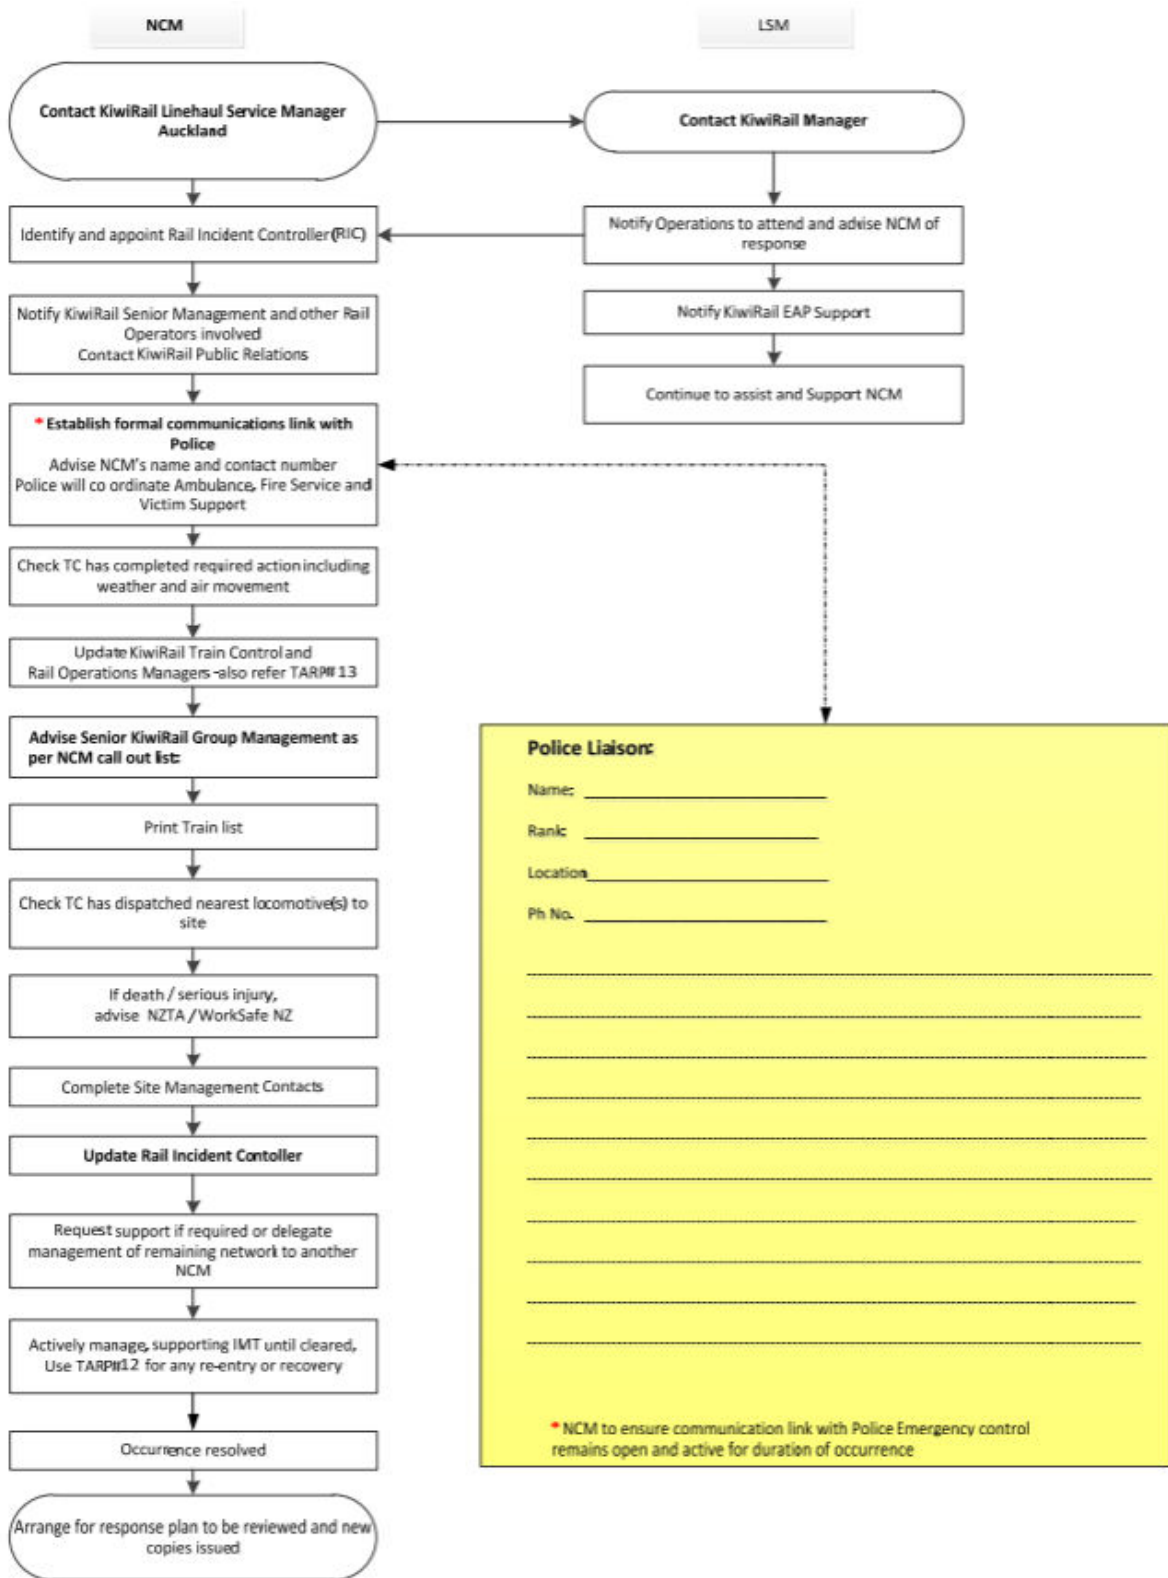 NCM
LSM
Contact KiwiRail Linehaul Service Manager
Auckland
Contact KiwiRail Manager
Identify and appoint Rail Incident Controller(RIC)
Notify Operations to attend and advise NCM of
response
Notify KiwiRail Senior Management and other Rail
Operators involved
Contact KiwiRail Public Relations
Notify KiwiRail EAP Support
Continue to assist and Support NCM
* Establish formal communications link with
Police
Advise NCM's name and contact number
Police will co ordinate Ambulance, Fire Service and
Victim Support
Check TC has completed required action including
weather and air movement
Update KiwiRail Train Control and
Rail Operations Managers -also refer TARP# 13
Advise Senior KiwiRail Group Management as
per NCM call out list:
Print Train list
Check TC has dispatched nearest locomotive(s) to
site
If death / serious injury,
advise NZTA / WorkSafe NZ
Complete Site Management Contacts
Update Rail Incident Contoller
Request support if required or delegate
management of remaining network to another
NCM
Actively manage, supporting IMT until cleared,
Use TARP#12 for any re-entry or recovery
Occurrence resolved
Arrange for response plan to be reviewed and new
copies issued
Police Liaison:
Name:
Rank:
Location
Ph No.
* NCM to ensure communication link with Police Emergency control
remains open and active for duration of occurrence